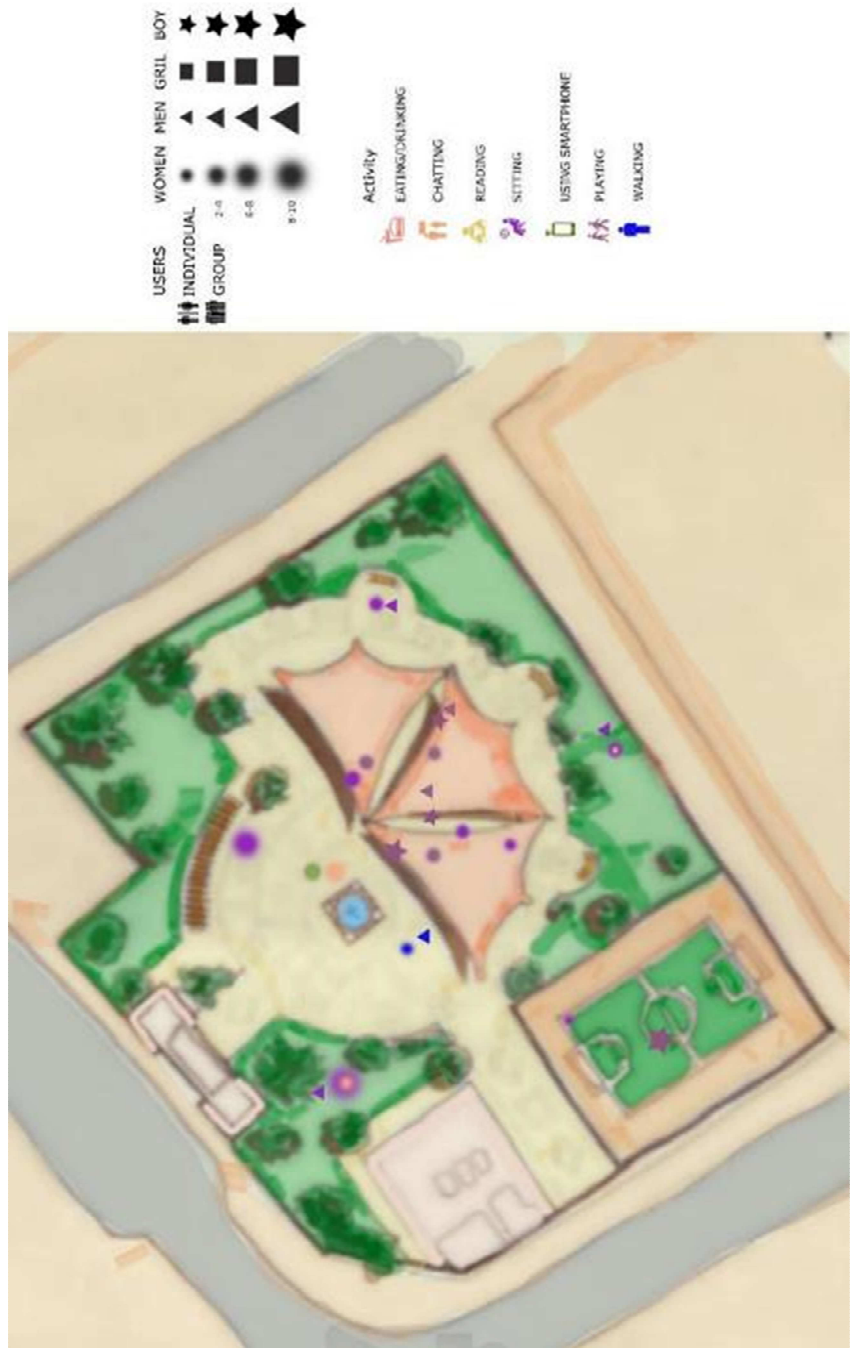 USERS WOMEN MEN GRIL BOY
INDIVIDUAL
GROUP
2-4
6-8
8-10
Activity
EATING/DRINKING
CHATTING
READING
SITTING
USING SMARTPHONE
PLAYING
WALKING